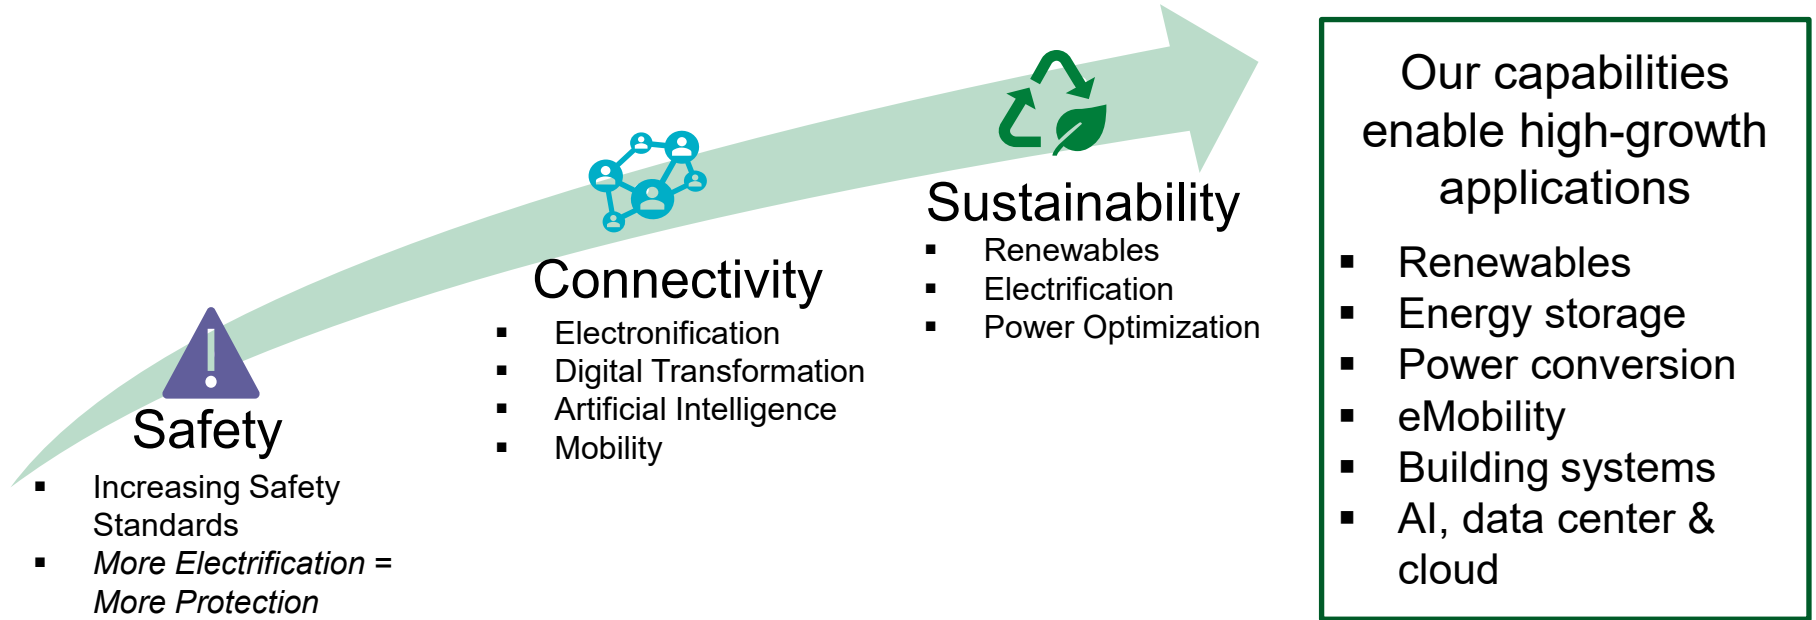 Safety
▪ Increasing Safety
Standards
▪ More Electrification =
More Protection
Connectivity
▪ Electronification
▪ Digital Transformation
▪ Artificial Intelligence
▪ Mobility
Sustainability
▪ Renewables
▪ Electrification
▪ Power Optimization
Our capabilities
enable high-growth
applications
▪ Renewables
▪ Energy storage
▪ Power conversion
▪ eMobility
▪ Building systems
▪ AI, data center &
cloud